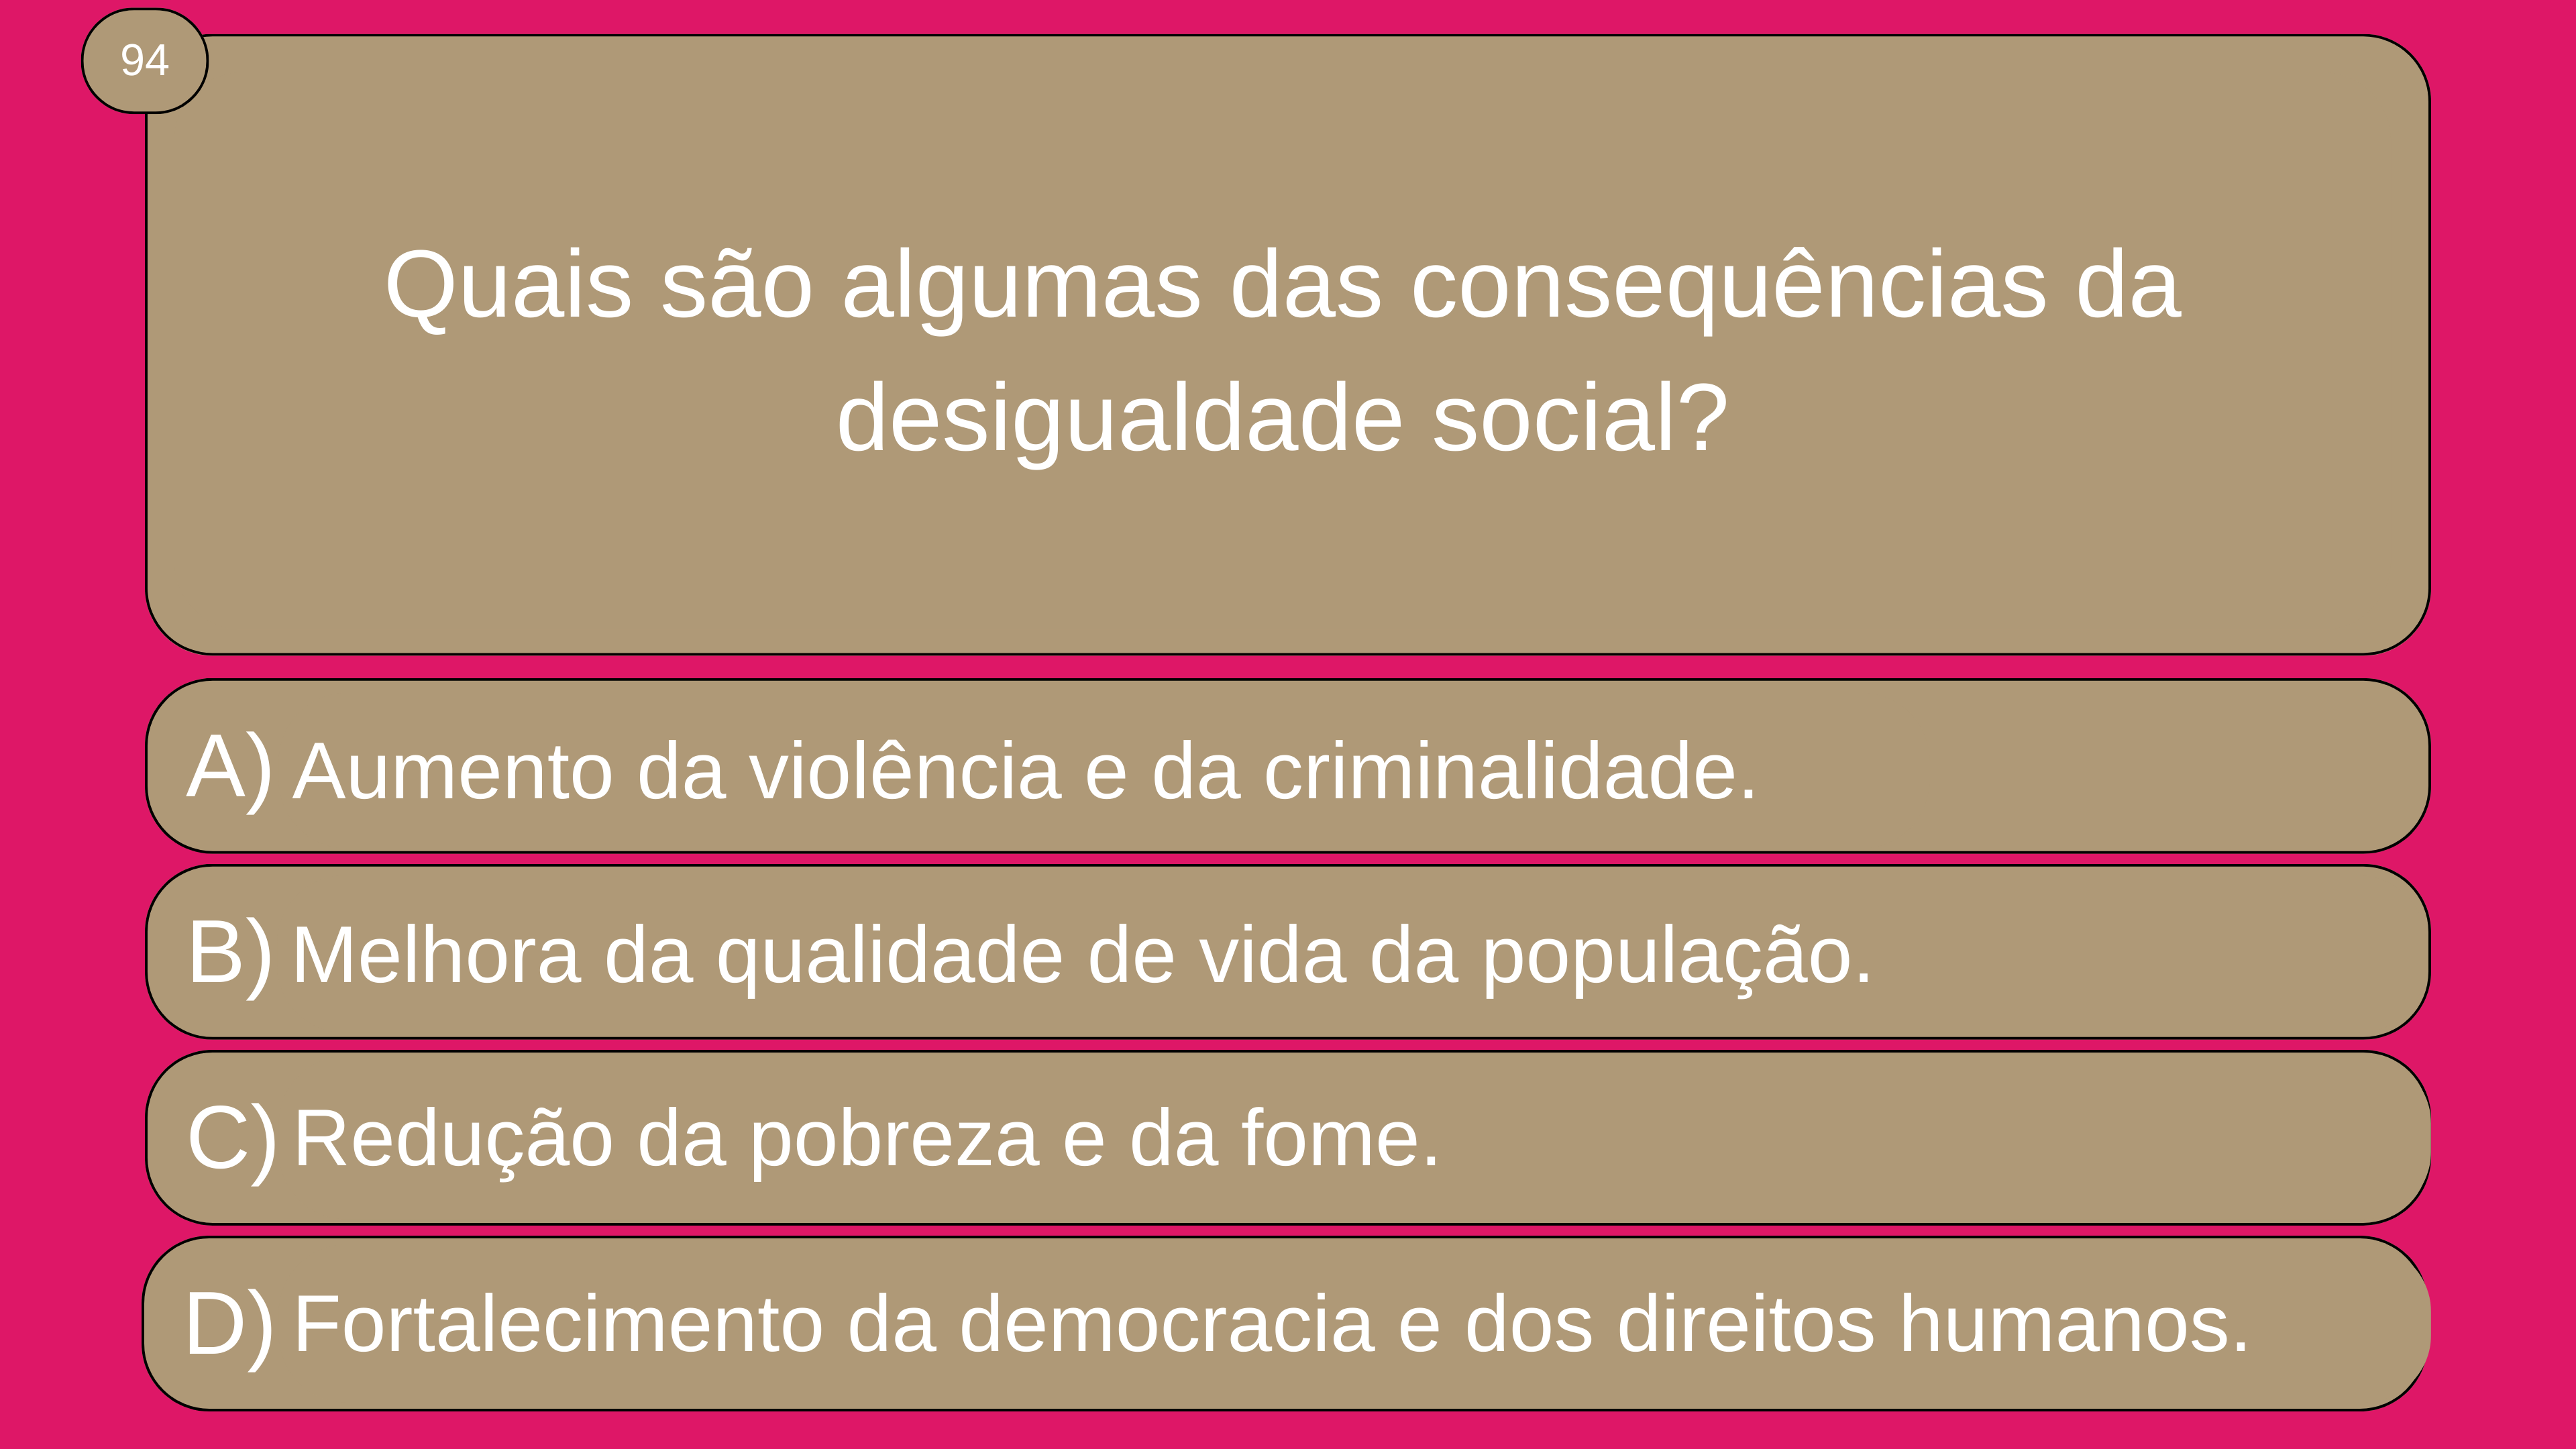 94
Quais são algumas das consequências da
desigualdade social?
A) Aumento da violência e da criminalidade.
B) Melhora da qualidade de vida da população.
C) Redução da pobreza e da fome.
D) Fortalecimento da democracia e dos direitos humanos.